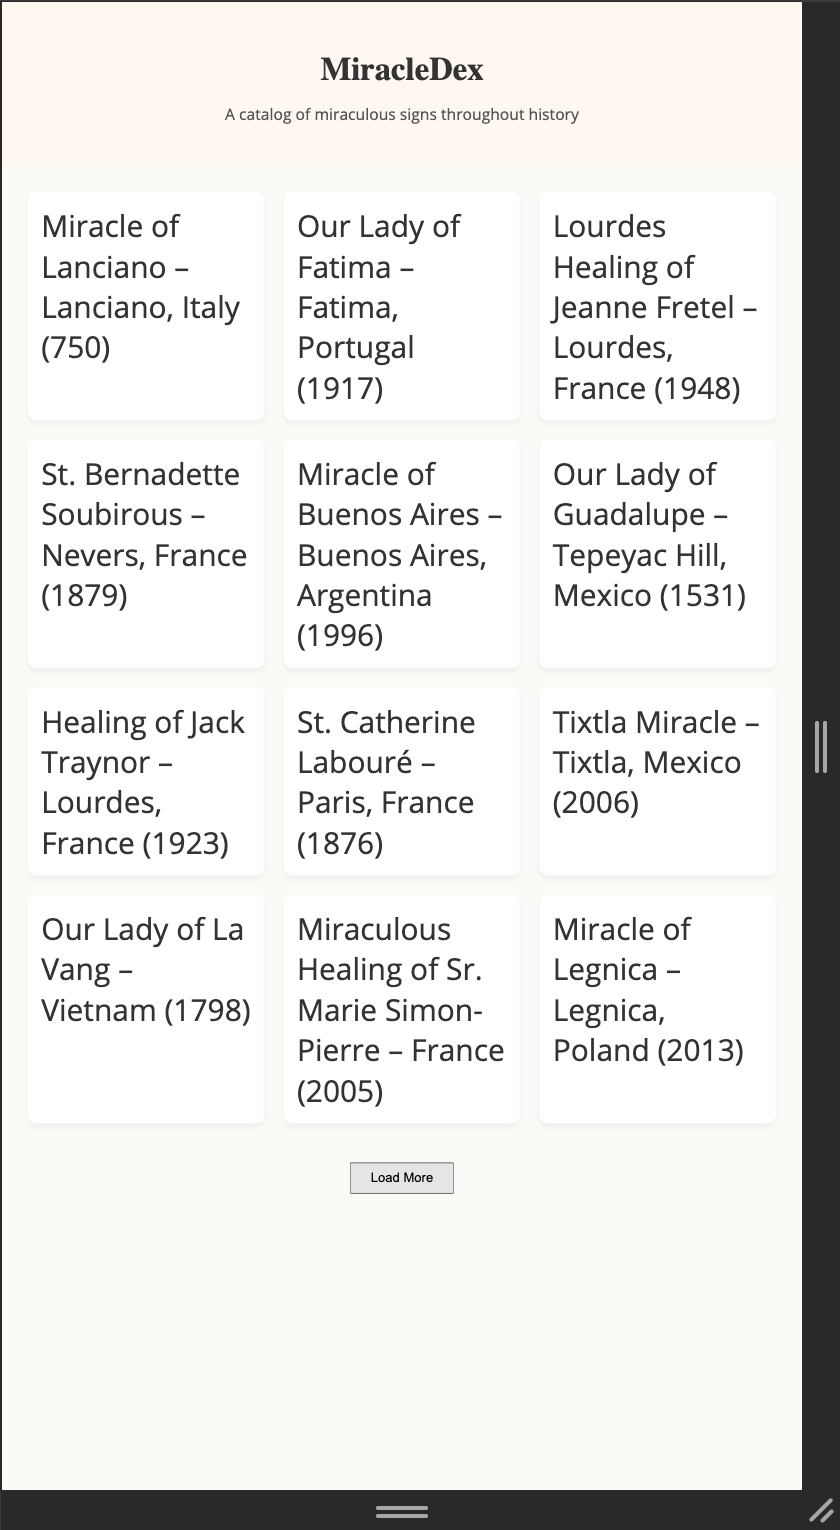 MiracleDex
A catalog of miraculous signs throughout history
Miracle of
Lanciano –
Lanciano, Italy
(750)
Our Lady of
Fatima –
Fatima,
Portugal
(1917)
Lourdes
Healing of
Jeanne Fretel –
Lourdes,
France (1948)
St. Bernadette
Soubirous –
Nevers, France
(1879)
Miracle of
Buenos Aires –
Buenos Aires,
Argentina
(1996)
Our Lady of
Guadalupe –
Tepeyac Hill,
Mexico (1531)
Healing of Jack
Traynor –
Lourdes,
France (1923)
St. Catherine
Labouré –
Paris, France
(1876)
Tixtla Miracle –
Tixtla, Mexico
(2006)
Our Lady of La
Vang –
Vietnam (1798)
Miraculous
Healing of Sr.
Marie Simon-
Pierre – France
(2005)
Miracle of
Legnica –
Legnica,
Poland (2013)
Load More